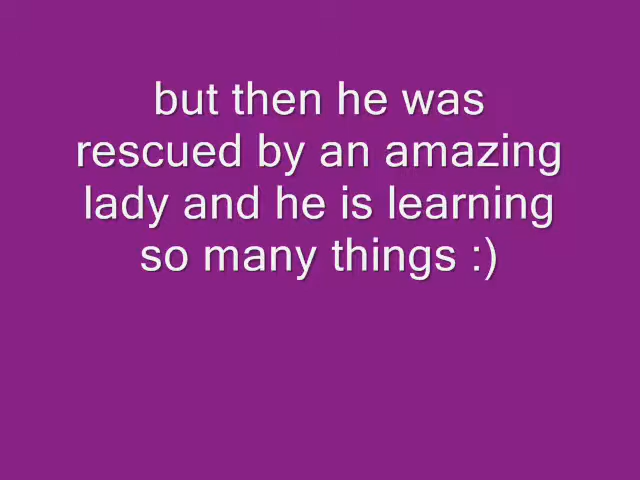 but then he was
rescued by an amazing
lady and he is learning
so many things :)